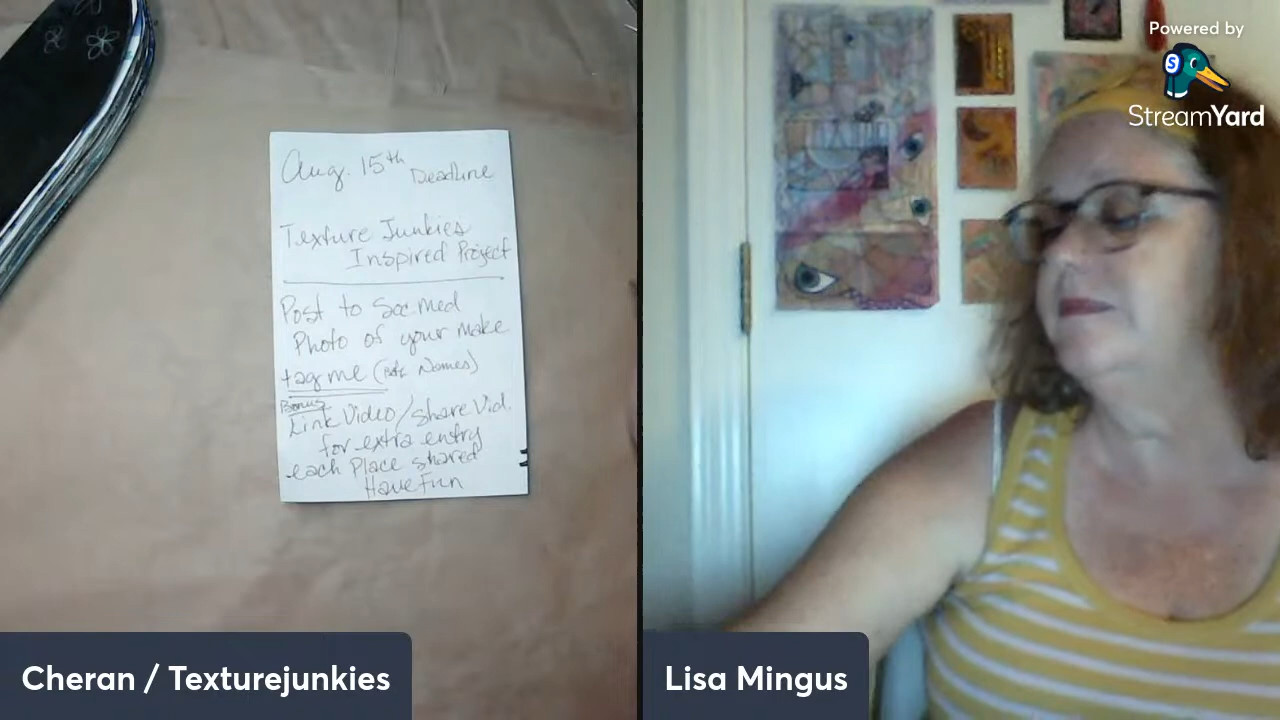 Aug. 15th Deadline
Texture Junkies
Inspired Project
Post to Soc Med
Photo of your Make
tag me ( Names)
Bonus
Link Video/Share Vid.
for extra entry
each Place shared
Have Fun
Cheran / Texturejunkies
Powered by
StreamYard
Lisa Mingus